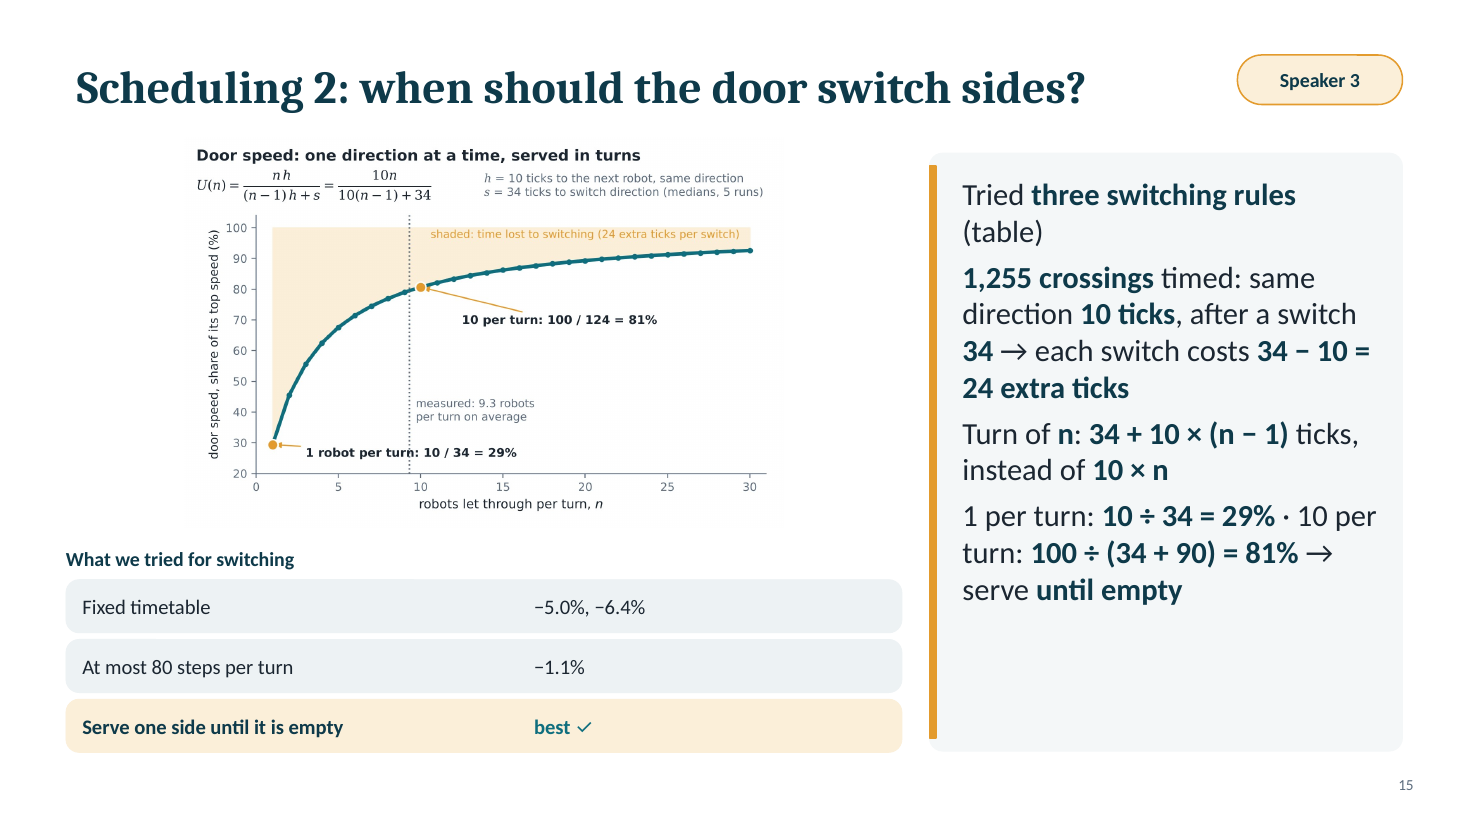 Scheduling 2: when should the door switch sides?
Speaker 3
Door speed: one direction at a time, served in turns
U(n) = n h / (n − 1) h + s = 10n / 10(n − 1) + 34
h = 10 ticks to the next robot, same direction
s = 34 ticks to switch direction (medians, 5 runs)
door speed, share of its top speed (%)
100
90
80
70
60
50
40
30
20
shaded: time lost to switching (24 extra ticks per switch)
10 per turn: 100 / 124 = 81%
measured: 9.3 robots
per turn on average
1 robot per turn: 10 / 34 = 29%
0 5 10 15 20 25 30
robots let through per turn, n
What we tried for switching
Fixed timetable −5.0%, −6.4%
At most 80 steps per turn −1.1%
Serve one side until it is empty best ✓
Tried three switching rules
(table)
1,255 crossings timed: same
direction 10 ticks, after a switch
34 → each switch costs 34 − 10 =
24 extra ticks
Turn of n: 34 + 10 × (n − 1) ticks,
instead of 10 × n
1 per turn: 10 ÷ 34 = 29% · 10 per
turn: 100 ÷ (34 + 90) = 81% →
serve until empty
15